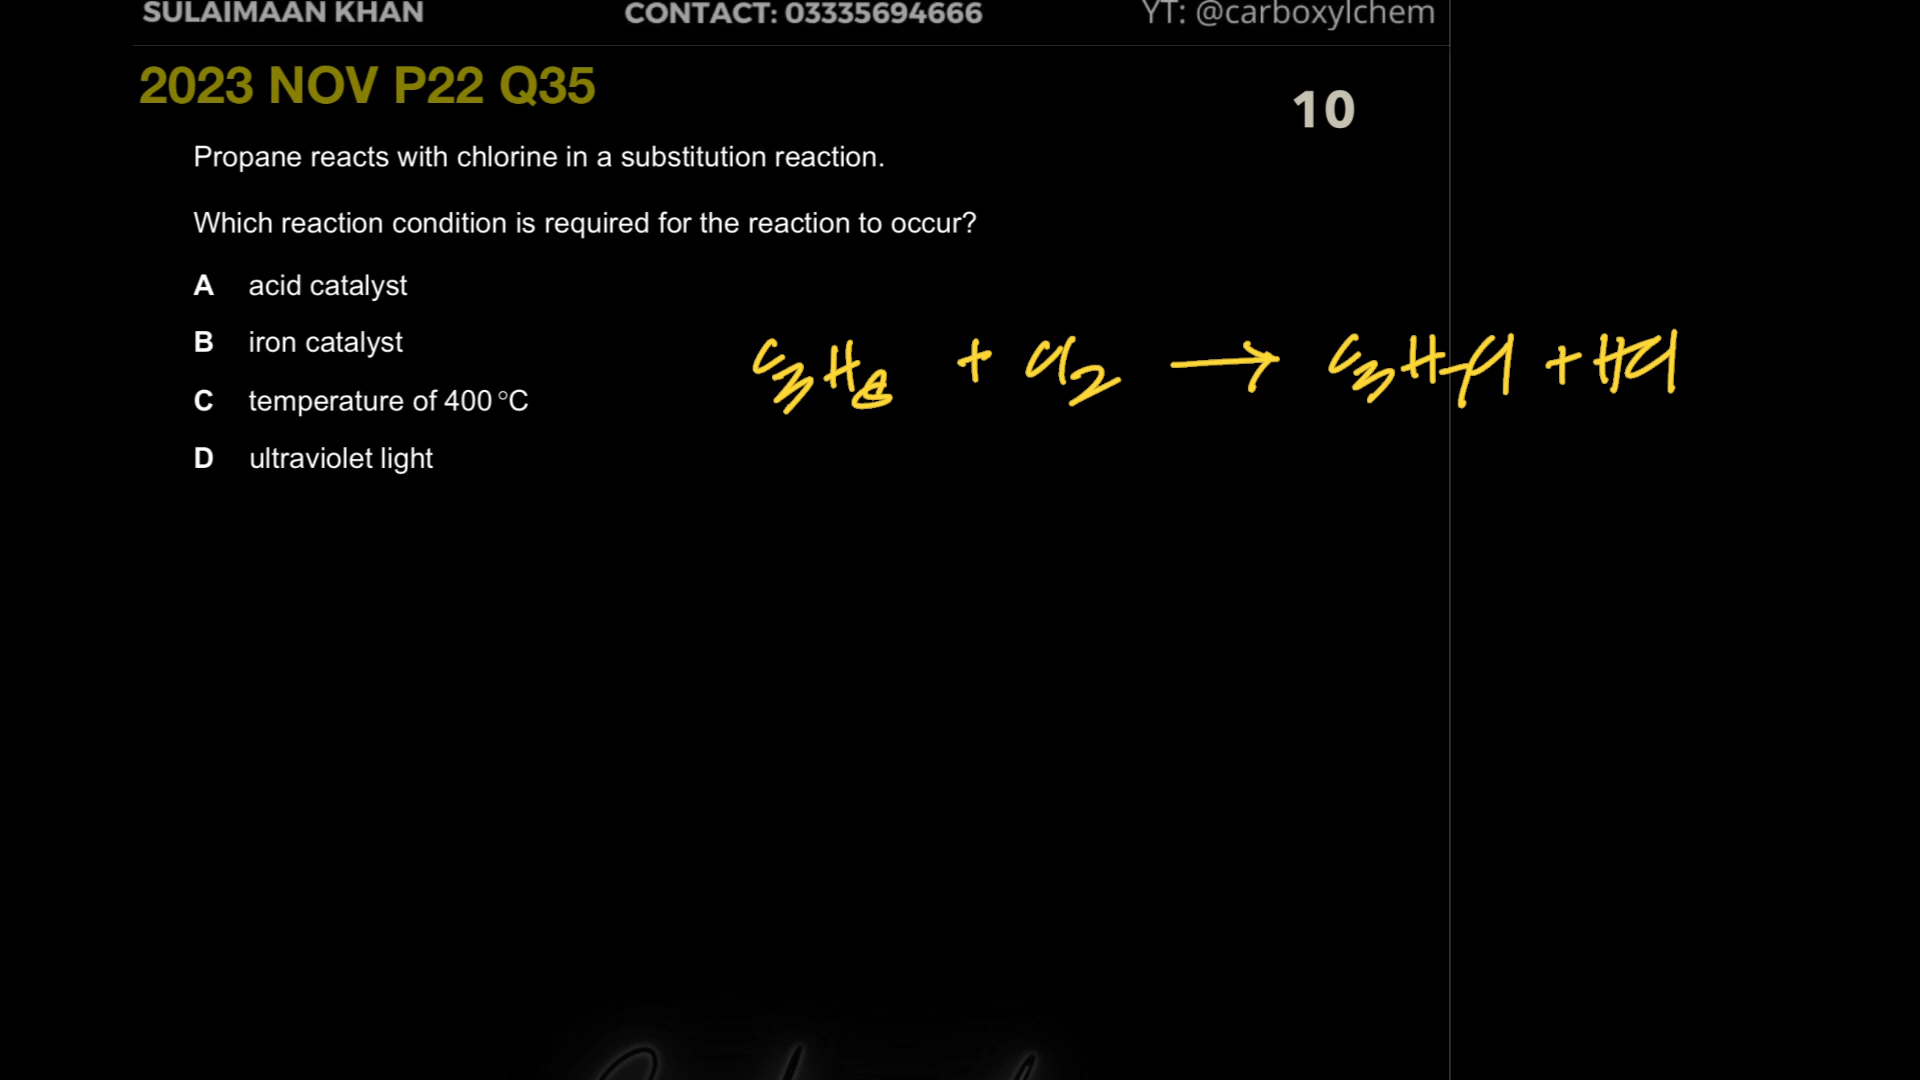 SULAIMAAN KHAN CONTACT: 03335694666 YT: @carboxylchem
2023 NOV P22 Q35
10
Propane reacts with chlorine in a substitution reaction.
Which reaction condition is required for the reaction to occur?
A acid catalyst
B iron catalyst
C temperature of 400 °C
D ultraviolet light
C₃H₈ + Cl₂ → C₃H₇Cl + HCl